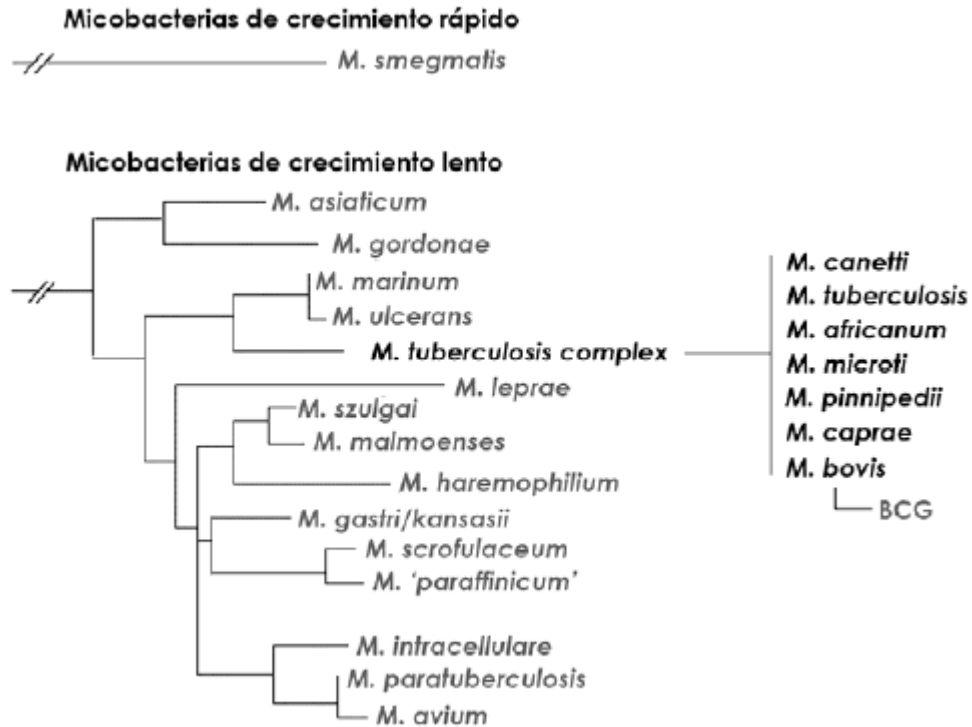 Micobacterias de crecimiento rápido
M. smegmatis
Micobacterias de crecimiento lento
M. asiaticum
M. gordonae
M. marinum
M. ulcerans
M. tuberculosis complex
M. leprae
M. szulgai
M. malmoenses
M. haremophilium
M. gastri/kansasii
M. scrofulaceum
M. ‘paraffinicum’
M. intracellulare
M. paratuberculosis
M. avium
M. canetti
M. tuberculosis
M. africanum
M. microti
M. pinnipedii
M. caprae
M. bovis
BCG